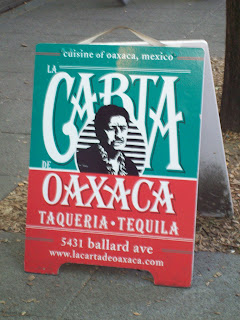 cuisine of oaxaca, mexico
LA
CARTA
DE
OAXACA
TAQUERIA • TEQUILA
5431 ballard ave
www.lacartadeoaxaca.com